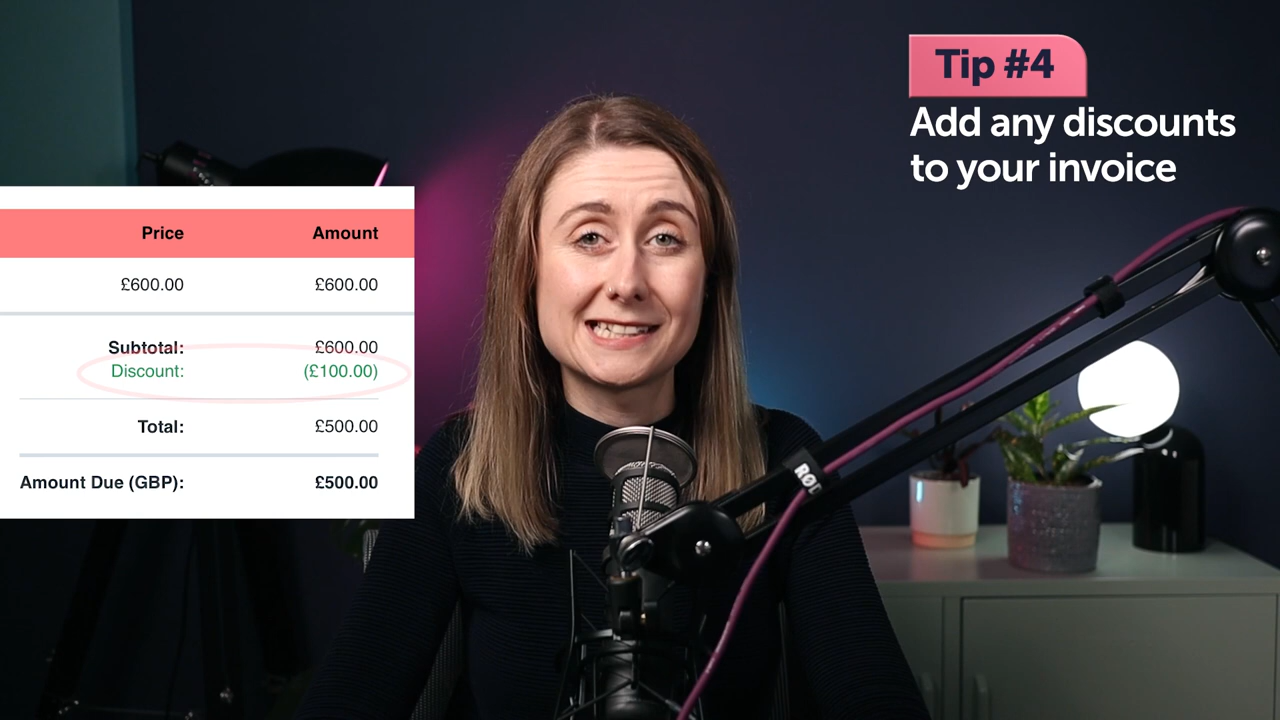 Tip #4
Add any discounts
to your invoice
Price Amount
£600.00 £600.00
Subtotal: £600.00
Discount: (£100.00)
Total: £500.00
Amount Due (GBP): £500.00
RØDE